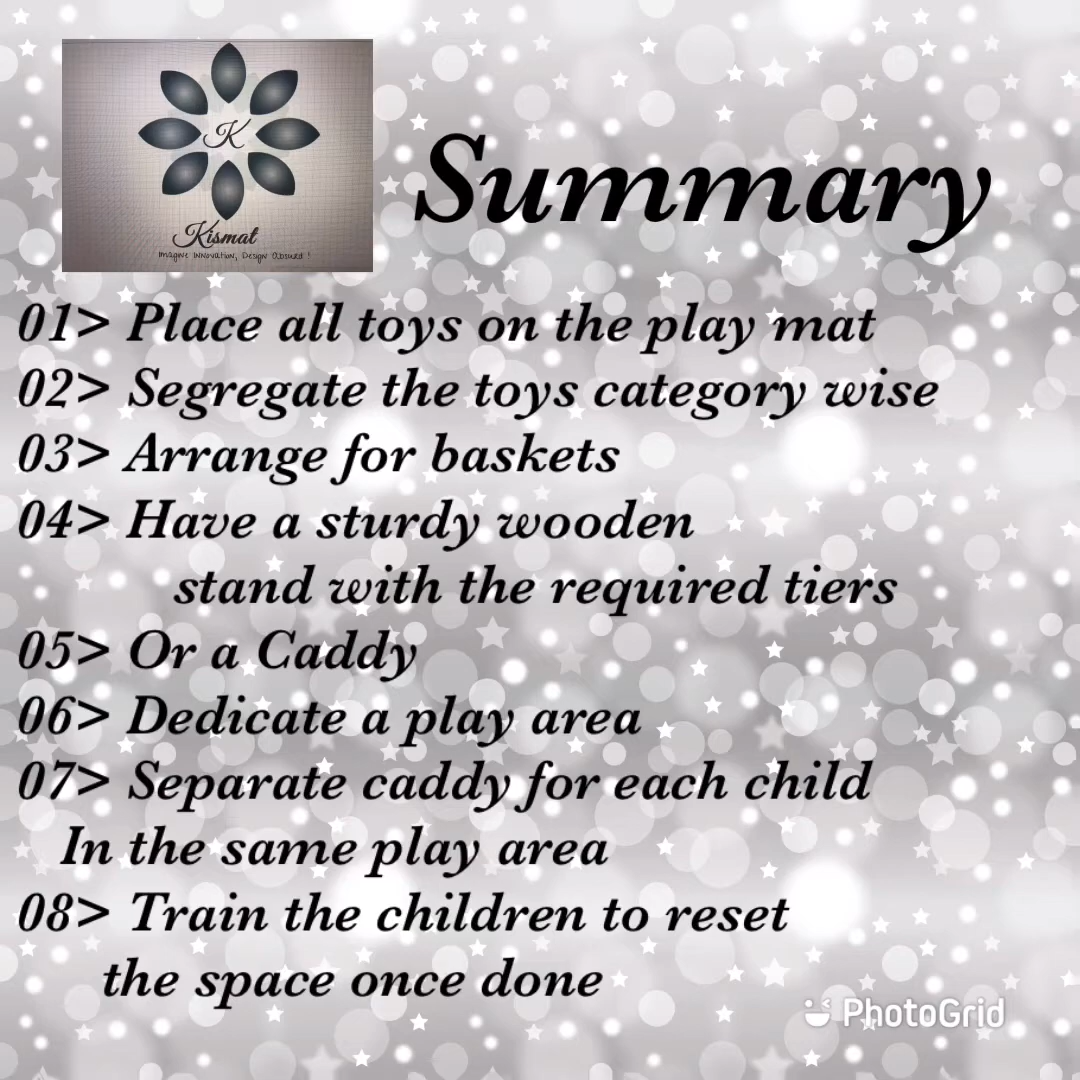 K
Kismat
Imagine Innovation, Design Absurd !
Summary
01> Place all toys on the play mat
02> Segregate the toys category wise
03> Arrange for baskets
04> Have a sturdy wooden
stand with the required tiers
05> Or a Caddy
06> Dedicate a play area
07> Separate caddy for each child
In the same play area
08> Train the children to reset
the space once done
PhotoGrid